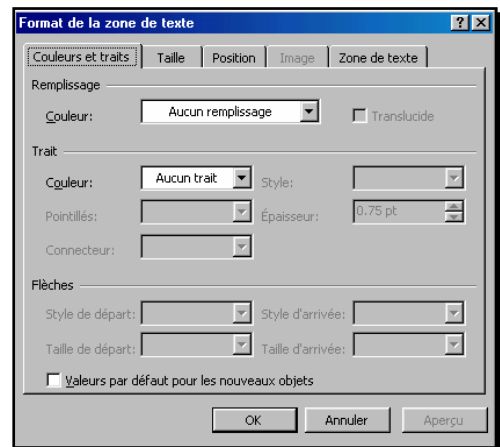 Format de la zone de texte
Couleurs et traits Taille Position Image Zone de texte
Remplissage
Couleur: Aucun remplissage Translucide
Trait
Couleur: Aucun trait Style:
Pointillés: Épaisseur: 0.75 pt
Connecteur:
Flèches
Style de départ: Style d'arrivée:
Taille de départ: Taille d'arrivée:
Valeurs par défaut pour les nouveaux objets
OK Annuler Aperçu